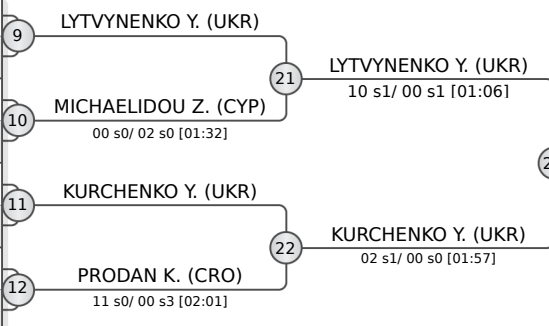 LYTVYNENKO Y. (UKR)
9
21
LYTVYNENKO Y. (UKR)
10 s1/ 00 s1 [01:06]
MICHAELIDOU Z. (CYP)
10
00 s0/ 02 s0 [01:32]
KURCHENKO Y. (UKR)
11
22
KURCHENKO Y. (UKR)
02 s1/ 00 s0 [01:57]
PRODAN K. (CRO)
12
11 s0/ 00 s3 [02:01]